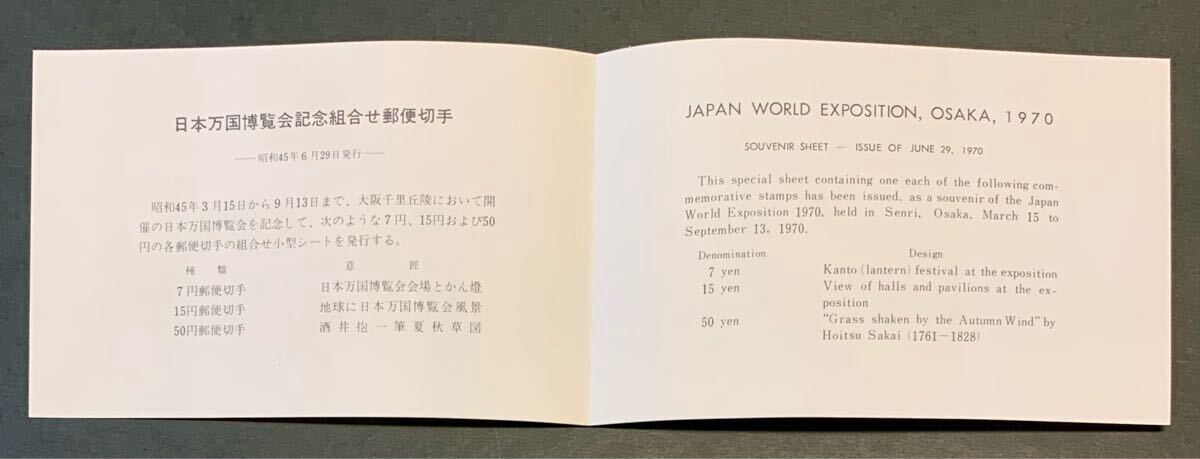 日本万国博覧会記念組合せ郵便切手
——昭和45年6月29日発行——
昭和45年3月15日から9月13日まで、大阪千里丘陵において開
催の日本万国博覧会を記念して、次のような7円、15円および50
円の各郵便切手の組合せ小型シートを発行する。
種類 意匠
7円郵便切手 日本万国博覧会会場とかん燈
15円郵便切手 地球に日本万国博覧会風景
50円郵便切手 酒井抱一筆夏秋草図
JAPAN WORLD EXPOSITION, OSAKA, 1970
SOUVENIR SHEET — ISSUE OF JUNE 29, 1970
This special sheet containing one each of the following com-
memorative stamps has been issued, as a souvenir of the Japan
World Exposition 1970, held in Senri, Osaka, March 15 to
September 13, 1970.
Denomination Design
7 yen Kanto (lantern) festival at the exposition
15 yen View of halls and pavilions at the ex-
position
50 yen "Grass shaken by the Autumn Wind" by
Hoitsu Sakai (1761—1828)